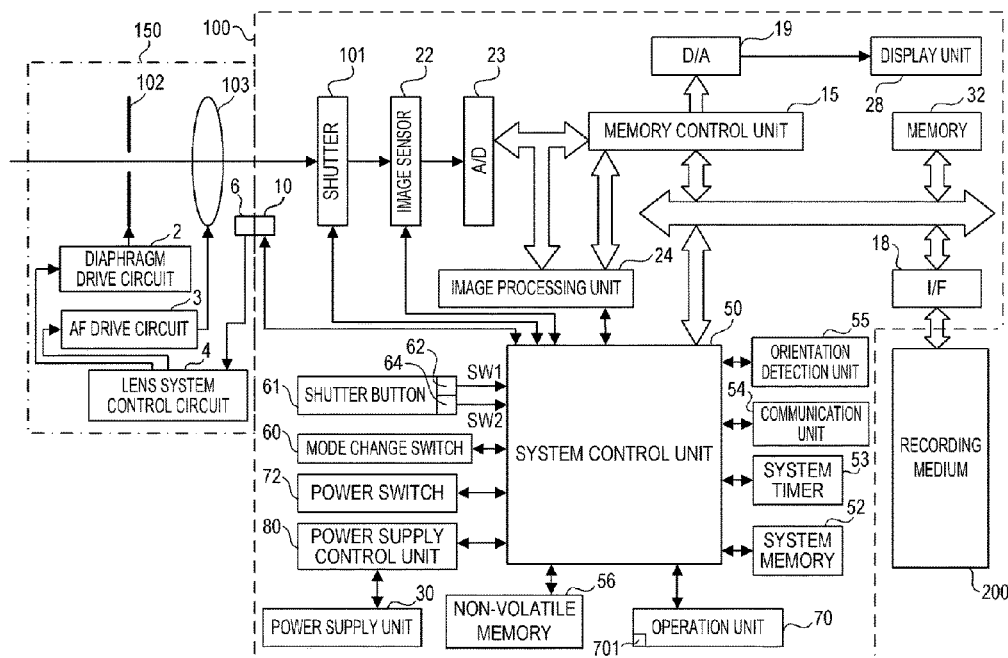 150
102
103
100
101
SHUTTER
22
IMAGE SENSOR
23
A/D
D/A
19
DISPLAY UNIT
28
15
MEMORY CONTROL UNIT
32
MEMORY
6
10
2
DIAPHRAGM
DRIVE CIRCUIT
3
AF DRIVE CIRCUIT
4
LENS SYSTEM
CONTROL CIRCUIT
24
IMAGE PROCESSING UNIT
18
I/F
50
SYSTEM CONTROL UNIT
62
64
61
SHUTTER BUTTON
SW1
SW2
60
MODE CHANGE SWITCH
72
POWER SWITCH
80
POWER SUPPLY
CONTROL UNIT
30
POWER SUPPLY UNIT
55
ORIENTATION
DETECTION UNIT
54
COMMUNICATION
UNIT
53
SYSTEM
TIMER
52
SYSTEM
MEMORY
RECORDING
MEDIUM
200
56
NON-VOLATILE
MEMORY
OPERATION UNIT
70
701